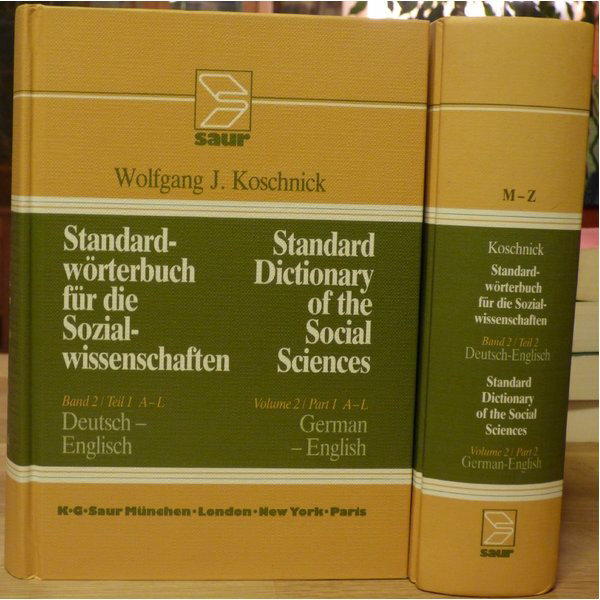 saur
Wolfgang J. Koschnick
Standard-
wörterbuch
für die
Sozial-
wissenschaften
Band 2 / Teil 1 A–L
Deutsch –
Englisch
Standard
Dictionary
of the
Social
Sciences
Volume 2 / Part 1 A–L
German
– English
K•G•Saur München•London•New York•Paris
M–Z
Koschnick
Standard-
wörterbuch
für die Sozial-
wissenschaften
Band 2 / Teil 2
Deutsch-Englisch
Standard
Dictionary
of the Social
Sciences
Volume 2 / Part 2
German-English
saur